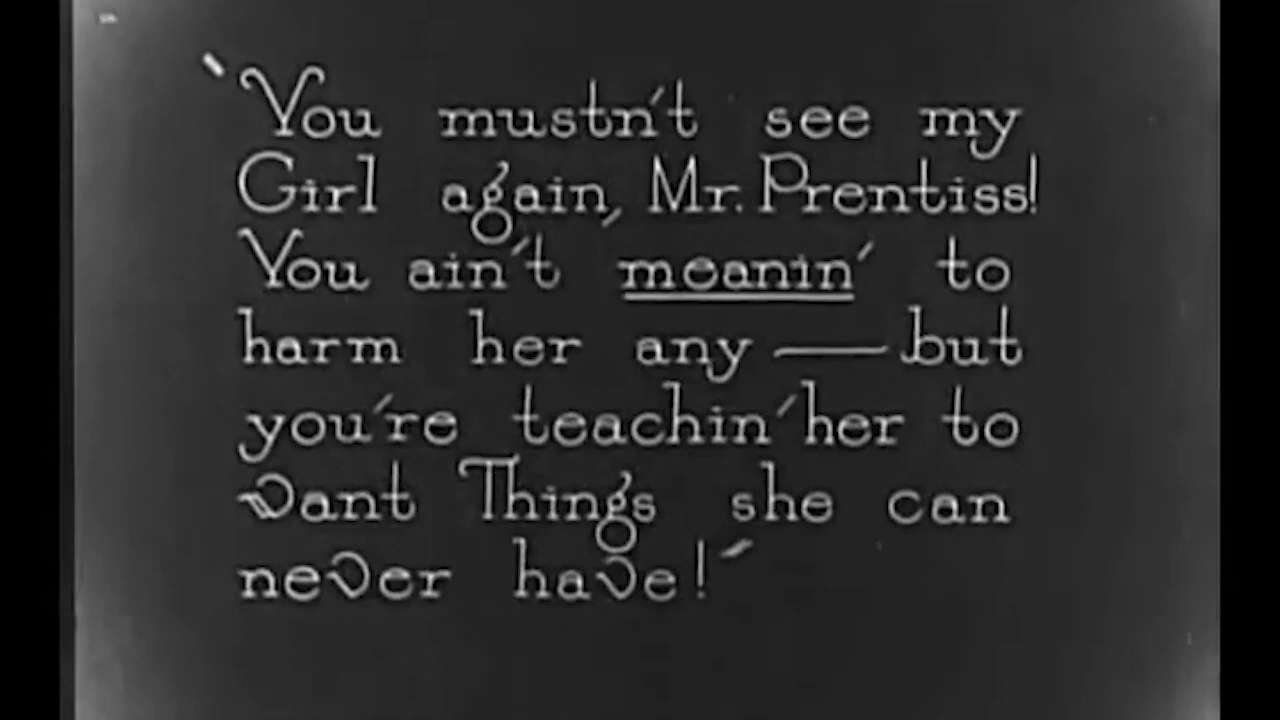 "You mustn't see my
Girl again, Mr. Prentiss!
You ain't meanin' to
harm her any — but
you're teachin' her to
want Things she can
never have!"